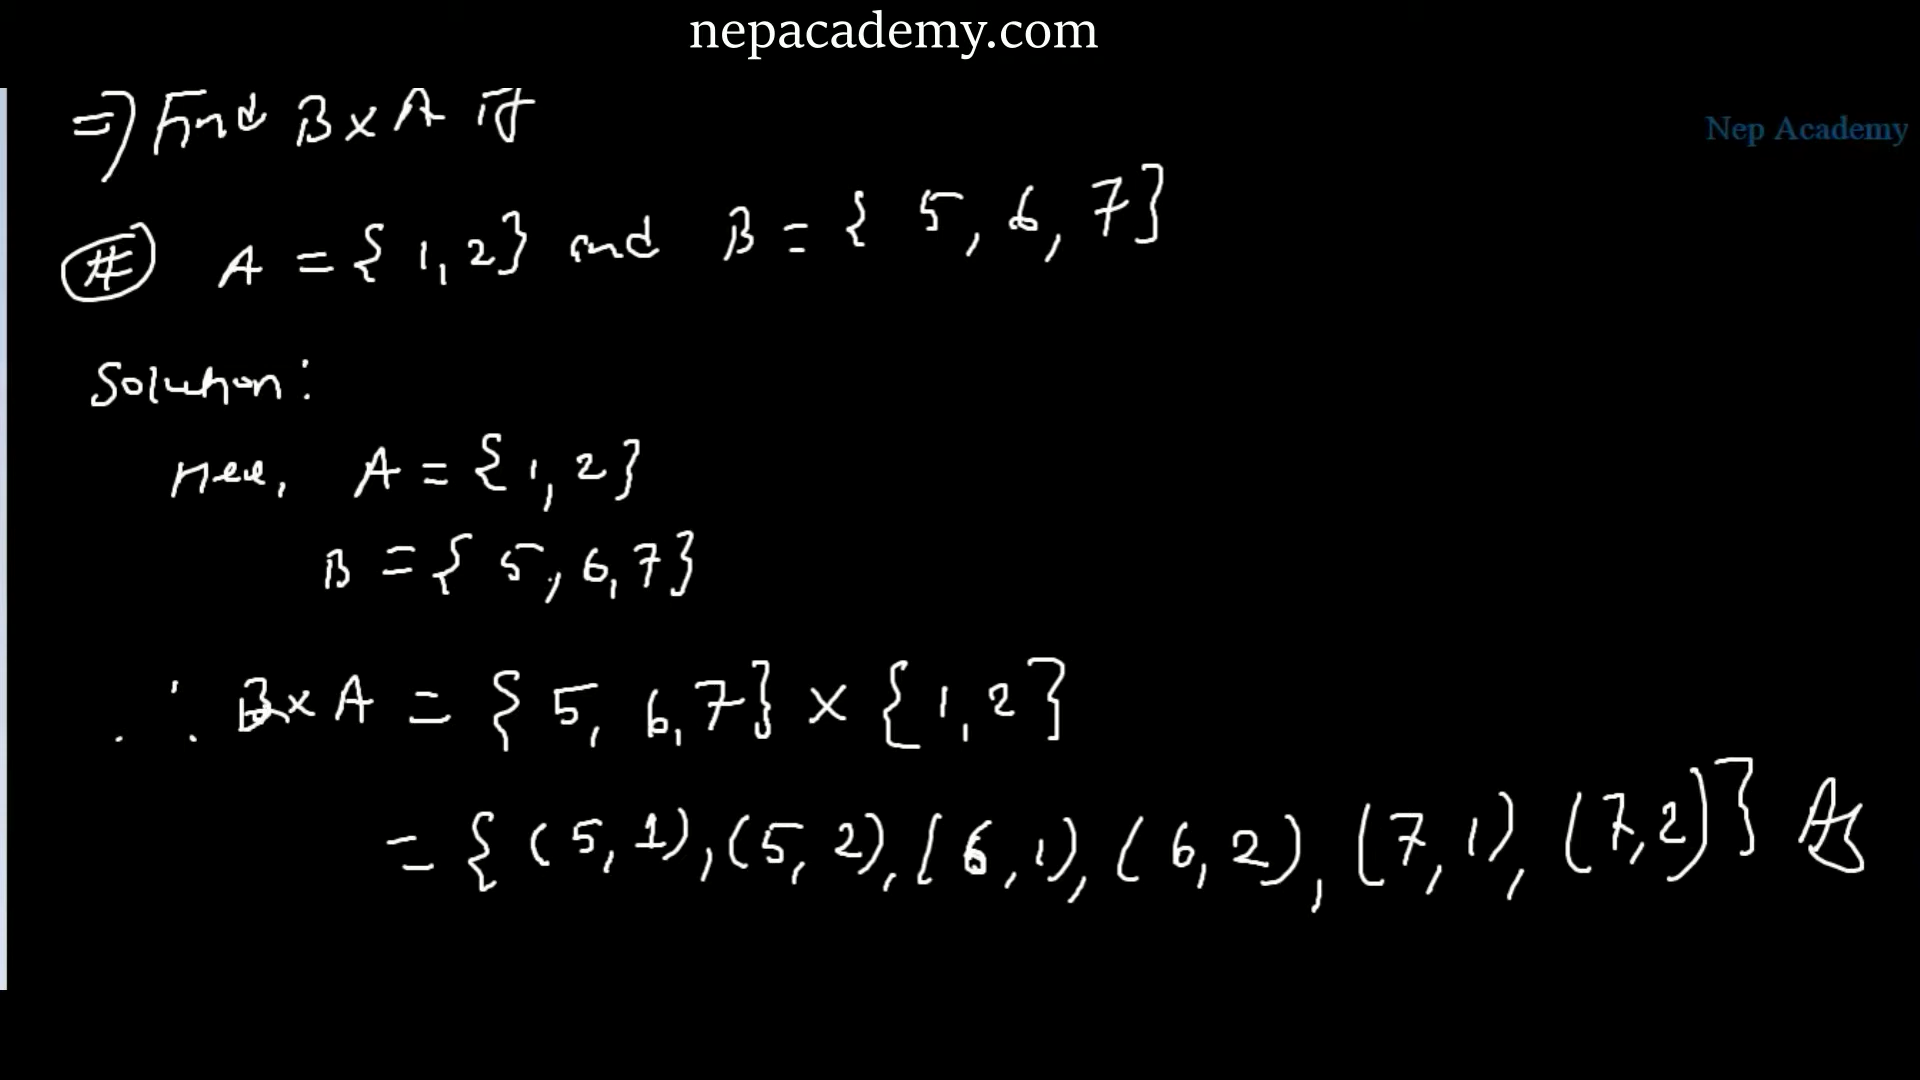 nepacademy.com
=> Find B x A if
Nep Academy
# A = { 1, 2 } and B = { 5, 6, 7 }
Solution:
Here, A = { 1, 2 }
B = { 5, 6, 7 }
∴ B x A = { 5, 6, 7 } x { 1, 2 }
= { ( 5, 1 ), ( 5, 2 ), ( 6, 1 ), ( 6, 2 ), ( 7, 1 ), ( 7, 2 ) }